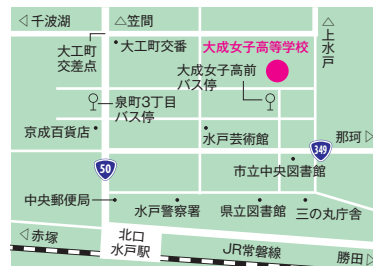 ◁千波湖
△笠間
大工町
交差点
大工町交番
大成女子高等学校
△上水戸
大成女子高前
バス停
泉町3丁目
バス停
京成百貨店
水戸芸術館
349
那珂▷
50
市立中央図書館
中央郵便局
水戸警察署
県立図書館
三の丸庁舎
◁赤塚
北口
水戸駅
JR常磐線
勝田▷